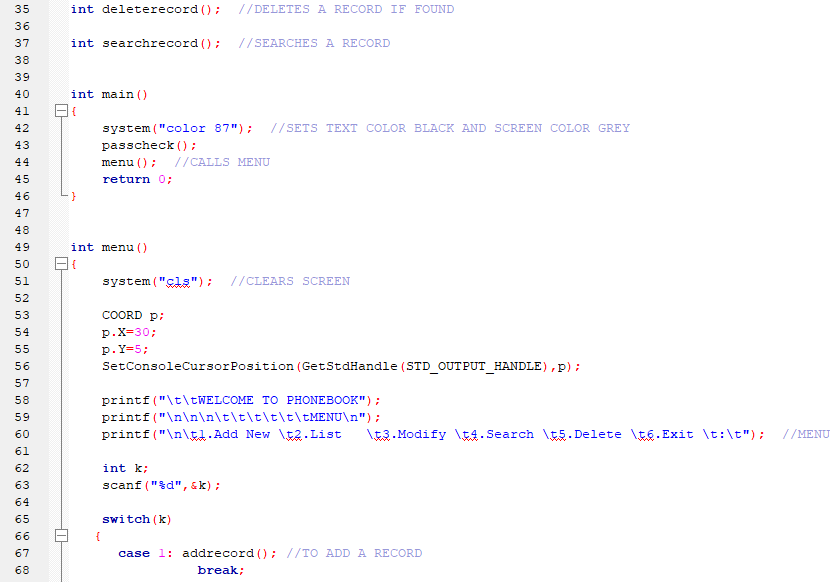 35 int deleterecord(); //DELETES A RECORD IF FOUND
36
37 int searchrecord(); //SEARCHES A RECORD
38
39
40 int main()
41 {
42 system("color 87"); //SETS TEXT COLOR BLACK AND SCREEN COLOR GREY
43 passcheck();
44 menu(); //CALLS MENU
45 return 0;
46 }
47
48
49 int menu()
50 {
51 system("cls"); //CLEARS SCREEN
52
53 COORD p;
54 p.X=30;
55 p.Y=5;
56 SetConsoleCursorPosition(GetStdHandle(STD_OUTPUT_HANDLE),p);
57
58 printf("\t\tWELCOME TO PHONEBOOK");
59 printf("\n\n\n\t\t\t\t\t\tMENU\n");
60 printf("\n\t1.Add New \t2.List   \t3.Modify \t4.Search \t5.Delete \t6.Exit \t:\t"); //MENU
61
62 int k;
63 scanf("%d",&k);
64
65 switch(k)
66 {
67 case 1: addrecord(); //TO ADD A RECORD
68 break;